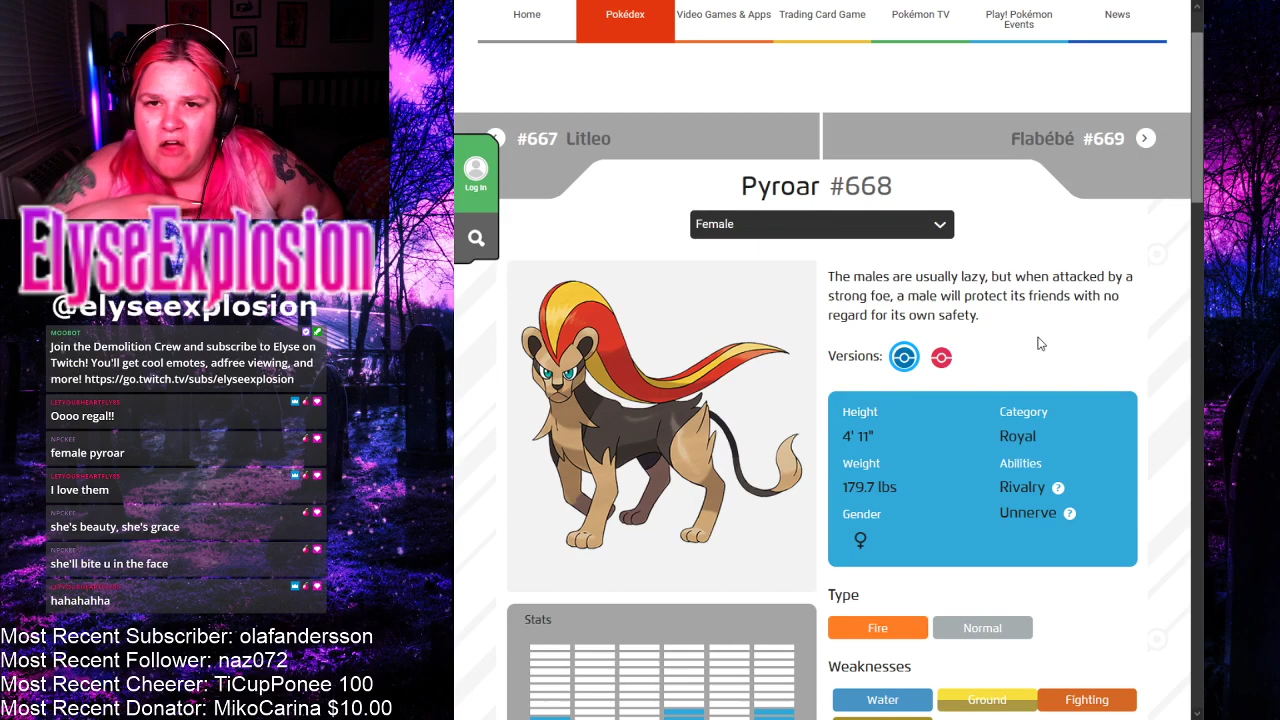 Home
Pokédex
Video Games & Apps
Trading Card Game
Pokémon TV
Play! Pokémon
Events
News
#667 Litleo
Flabébé #669
Log In
Pyroar #668
Female
The males are usually lazy, but when attacked by a
strong foe, a male will protect its friends with no
regard for its own safety.
Versions:
Height
4' 11"
Weight
179.7 lbs
Gender
Category
Royal
Abilities
Rivalry ?
Unnerve ?
Type
Fire
Normal
Weaknesses
Water
Ground
Fighting
Stats
ElyseExplosion
@elyseexplosion
MOOBOT
Join the Demolition Crew and subscribe to Elyse on
Twitch! You'll get cool emotes, adfree viewing, and
more! https://go.twitch.tv/subs/elyseexplosion
LETYOURHEARTFLY85
Oooo regal!!
NPCKEE
female pyroar
LETYOURHEARTFLY85
I love them
NPCKEE
she's beauty, she's grace
NPCKEE
she'll bite u in the face
LETYOURHEARTFLY85
hahahahha
Most Recent Subscriber: olafandersson
Most Recent Follower: naz072
Most Recent Cheerer: TiCupPonee 100
Most Recent Donator: MikoCarina $10.00